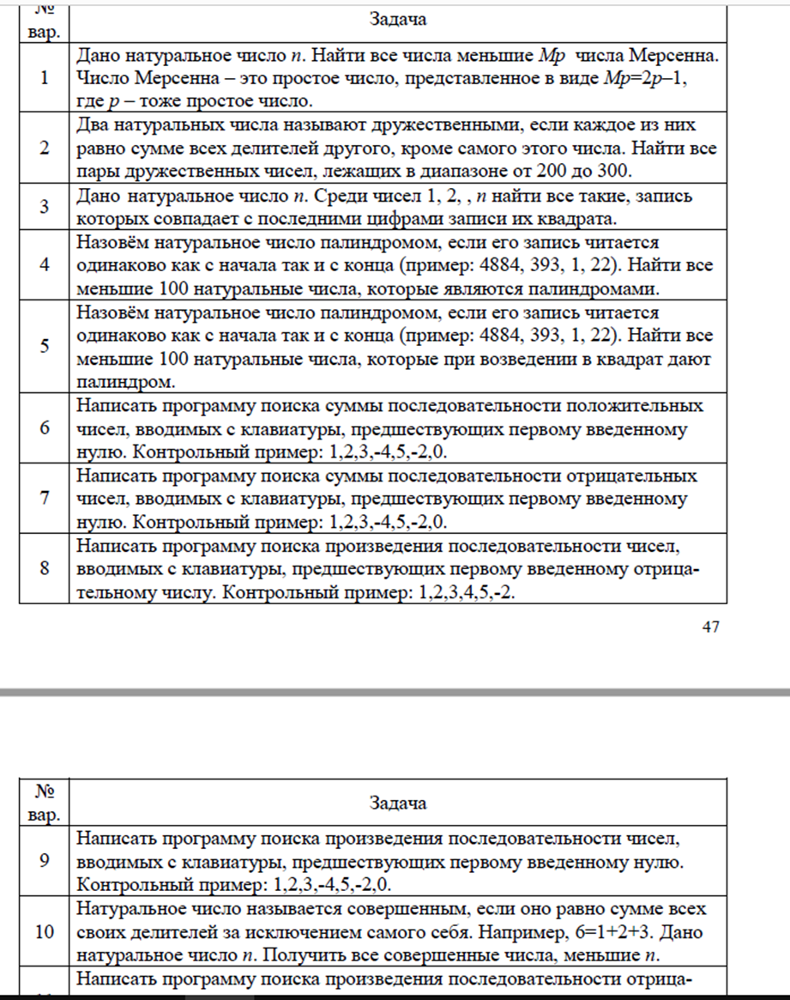 №
вар.
Задача
1
Дано натуральное число n. Найти все числа меньшие Mp числа Мерсенна.
Число Мерсенна – это простое число, представленное в виде Mp=2p–1,
где p – тоже простое число.
2
Два натуральных числа называют дружественными, если каждое из них
равно сумме всех делителей другого, кроме самого этого числа. Найти все
пары дружественных чисел, лежащих в диапазоне от 200 до 300.
3
Дано натуральное число n. Среди чисел 1, 2, , n найти все такие, запись
которых совпадает с последними цифрами записи их квадрата.
4
Назовём натуральное число палиндромом, если его запись читается
одинаково как с начала так и с конца (пример: 4884, 393, 1, 22). Найти все
меньшие 100 натуральные числа, которые являются палиндромами.
5
Назовём натуральное число палиндромом, если его запись читается
одинаково как с начала так и с конца (пример: 4884, 393, 1, 22). Найти все
меньшие 100 натуральные числа, которые при возведении в квадрат дают
палиндром.
6
Написать программу поиска суммы последовательности положительных
чисел, вводимых с клавиатуры, предшествующих первому введенному
нулю. Контрольный пример: 1,2,3,-4,5,-2,0.
7
Написать программу поиска суммы последовательности отрицательных
чисел, вводимых с клавиатуры, предшествующих первому введенному
нулю. Контрольный пример: 1,2,3,-4,5,-2,0.
8
Написать программу поиска произведения последовательности чисел,
вводимых с клавиатуры, предшествующих первому введенному отрица-
тельному числу. Контрольный пример: 1,2,3,4,5,-2.
47
№
вар.
Задача
9
Написать программу поиска произведения последовательности чисел,
вводимых с клавиатуры, предшествующих первому введенному нулю.
Контрольный пример: 1,2,3,-4,5,-2,0.
10
Натуральное число называется совершенным, если оно равно сумме всех
своих делителей за исключением самого себя. Например, 6=1+2+3. Дано
натуральное число n. Получить все совершенные числа, меньшие n.
Написать программу поиска произведения последовательности отрица-